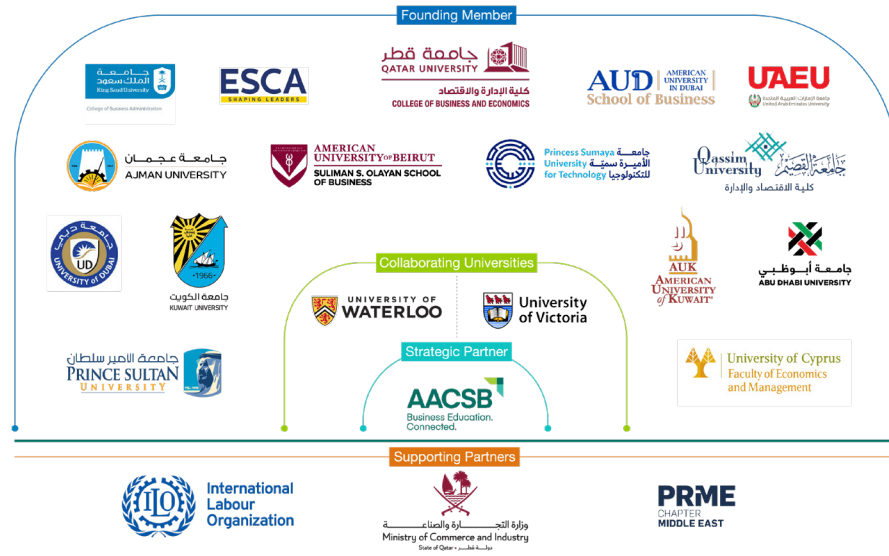 Founding Member
جامعة
الملك سعود
King Saud University
College of Business Administration
ESCA
SHAPING LEADERS
جامعة قطر
QATAR UNIVERSITY
كلية الإدارة والاقتصاد
COLLEGE OF BUSINESS AND ECONOMICS
AUD
AMERICAN
UNIVERSITY
IN DUBAI
School of Business
UAEU
جامعة الإمارات العربية المتحدة
United Arab Emirates University
جامعة عجمان
AJMAN UNIVERSITY
AMERICAN
UNIVERSITY OF BEIRUT
SULIMAN S. OLAYAN SCHOOL
OF BUSINESS
Princess Sumaya
University
for Technology
جامعة
الأميرة سميّة
للتكنولوجيا
Qassim
University
جامعة القصيم
كلية الاقتصاد والإدارة
جامعة دبي
UD
UNIVERSITY of DUBAI
1966
جامعة الكويت
KUWAIT UNIVERSITY
AUK
AMERICAN
UNIVERSITY
of KUWAIT
جامعة أبوظبي
ABU DHABI UNIVERSITY
Collaborating Universities
UNIVERSITY OF
WATERLOO
University
of Victoria
جامعة الامير سلطان
PRINCE SULTAN
UNIVERSITY
Strategic Partner
AACSB
Business Education.
Connected.
University of Cyprus
Faculty of Economics
and Management
Supporting Partners
ILO
International
Labour
Organization
وزارة التجارة والصناعة
Ministry of Commerce and Industry
State of Qatar • دولة قطر
PRME
CHAPTER
MIDDLE EAST